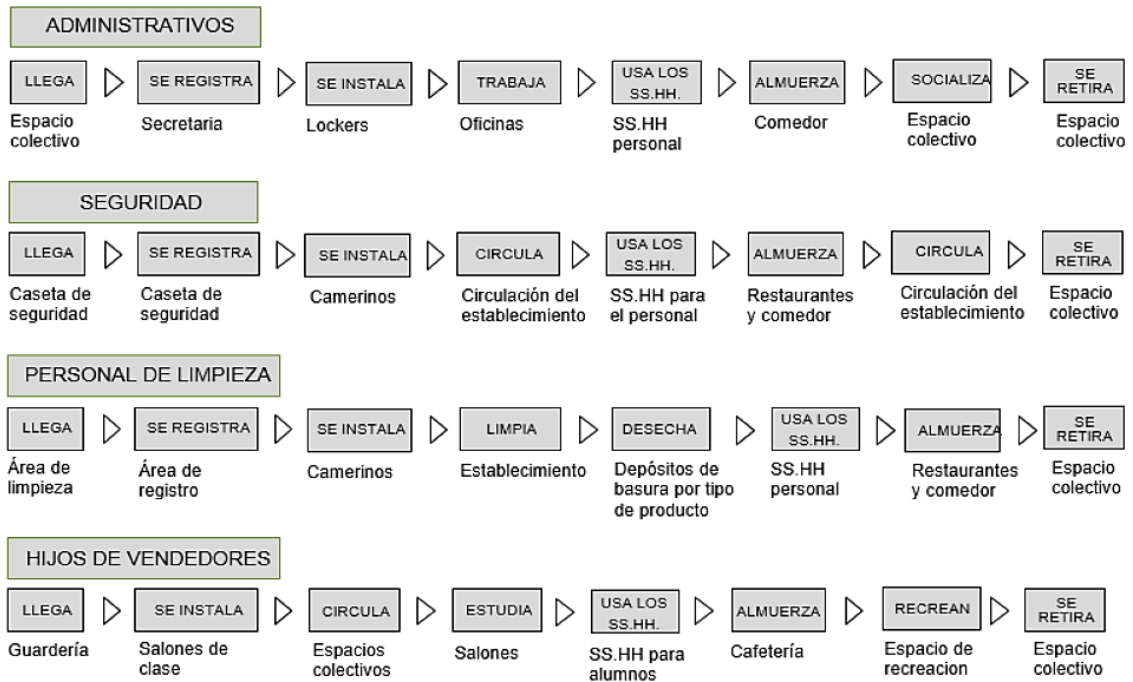 ADMINISTRATIVOS
LLEGA SE REGISTRA SE INSTALA TRABAJA USA LOS SS.HH. ALMUERZA SOCIALIZA SE RETIRA
Espacio colectivo Secretaria Lockers Oficinas SS.HH personal Comedor Espacio colectivo Espacio colectivo
SEGURIDAD
LLEGA SE REGISTRA SE INSTALA CIRCULA USA LOS SS.HH. ALMUERZA CIRCULA SE RETIRA
Caseta de seguridad Caseta de seguridad Camerinos Circulación del establecimiento SS.HH para el personal Restaurantes y comedor Circulación del establecimiento Espacio colectivo
PERSONAL DE LIMPIEZA
LLEGA SE REGISTRA SE INSTALA LIMPIA DESECHA USA LOS SS.HH. ALMUERZA SE RETIRA
Área de limpieza Área de registro Camerinos Establecimiento Depósitos de basura por tipo de producto SS.HH personal Restaurantes y comedor Espacio colectivo
HIJOS DE VENDEDORES
LLEGA SE INSTALA CIRCULA ESTUDIA USA LOS SS.HH. ALMUERZA RECREAN SE RETIRA
Guardería Salones de clase Espacios colectivos Salones SS.HH para alumnos Cafetería Espacio de recreacion Espacio colectivo